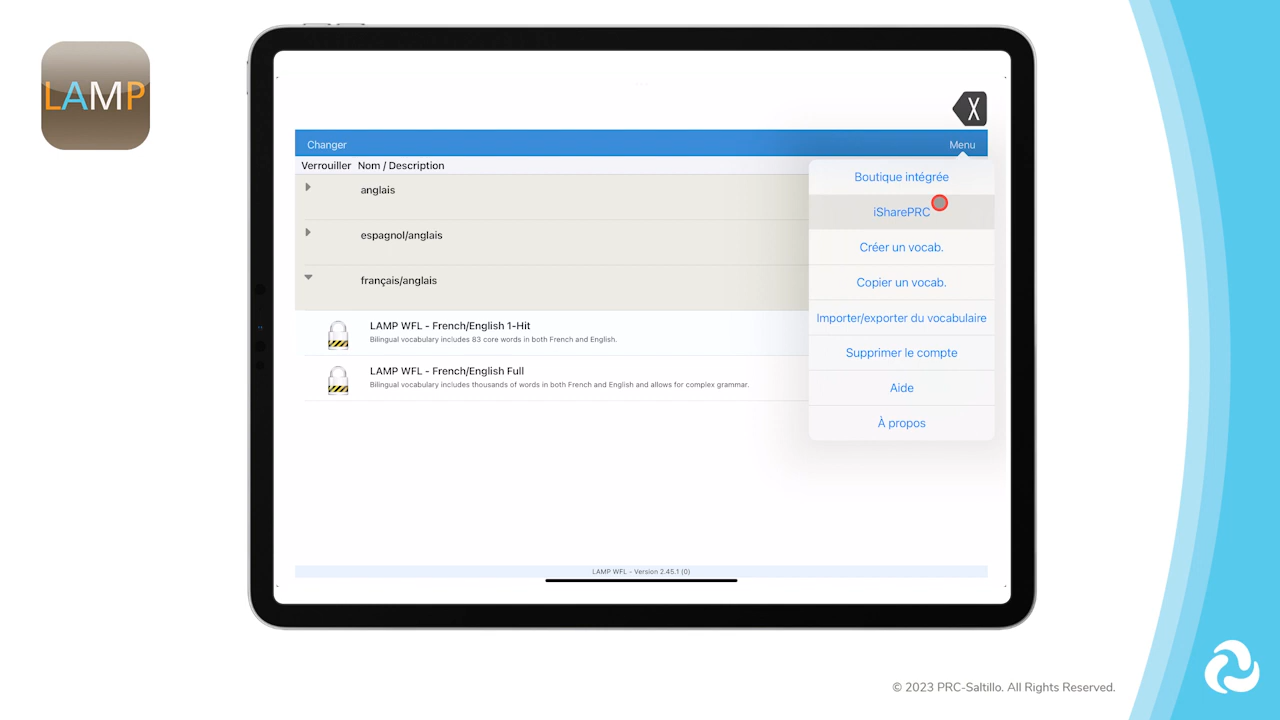 LAMP
X
Changer
Menu
Verrouiller Nom / Description
anglais
espagnol/anglais
français/anglais
LAMP WFL - French/English 1-Hit
Bilingual vocabulary includes 83 core words in both French and English.
LAMP WFL - French/English Full
Bilingual vocabulary includes thousands of words in both French and English and allows for complex grammar.
Boutique intégrée
iSharePRC
Créer un vocab.
Copier un vocab.
Importer/exporter du vocabulaire
Supprimer le compte
Aide
À propos
LAMP WFL - Version 2.45.1 (0)
© 2023 PRC-Saltillo. All Rights Reserved.